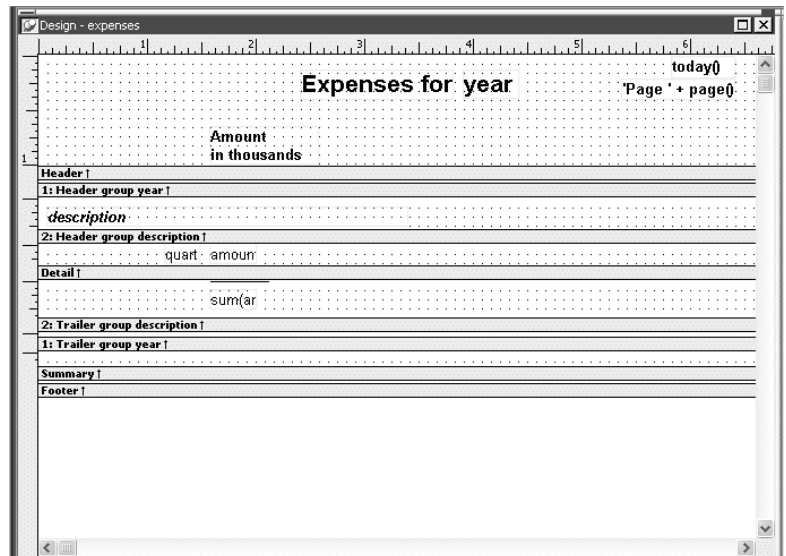 Design - expenses
1 2 3 4 5 6
today()
Expenses for year
'Page ' + page()
Amount
in thousands
1
Header ↑
1: Header group year ↑
description
2: Header group description ↑
quart amoun
Detail ↑
sum(ar
2: Trailer group description ↑
1: Trailer group year ↑
Summary ↑
Footer ↑